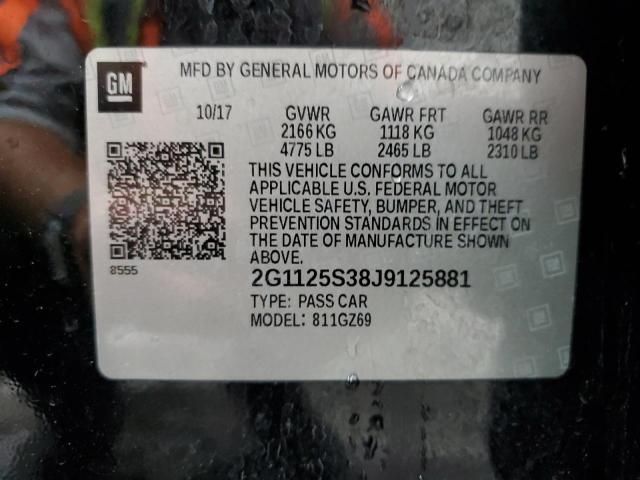 GM
MFD BY GENERAL MOTORS OF CANADA COMPANY
10/17 GVWR GAWR FRT GAWR RR
2166 KG 1118 KG 1048 KG
4775 LB 2465 LB 2310 LB
THIS VEHICLE CONFORMS TO ALL
APPLICABLE U.S. FEDERAL MOTOR
VEHICLE SAFETY, BUMPER, AND THEFT
PREVENTION STANDARDS IN EFFECT ON
THE DATE OF MANUFACTURE SHOWN
ABOVE.
8555
2G1125S38J9125881
TYPE: PASS CAR
MODEL: 811GZ69